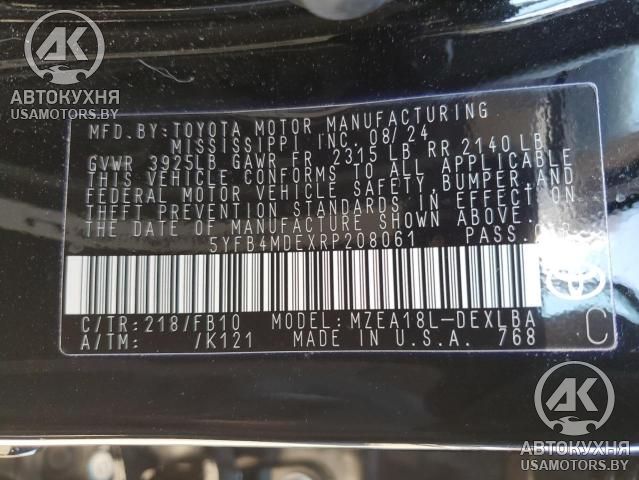 AK
АВТОКУХНЯ
USAMOTORS.BY
MFD.BY:TOYOTA MOTOR MANUFACTURING
MISSISSIPPI INC. 08/24
GVWR 3925LB GAWR FR 2315 LB RR 2140 LB
THIS VEHICLE CONFORMS TO ALL APPLICABLE
FEDERAL MOTOR VEHICLE SAFETY, BUMPER, AND
THEFT PREVENTION STANDARDS IN EFFECT ON
THE DATE OF MANUFACTURE SHOWN ABOVE.
5YFB4MDEXRP208061 PASS.CAR
C/TR:218/FB10 MODEL:MZEA18L-DEXLBA
A/TM: /K121 MADE IN U.S.A. 768
C
AK
АВТОКУХНЯ
USAMOTORS.BY